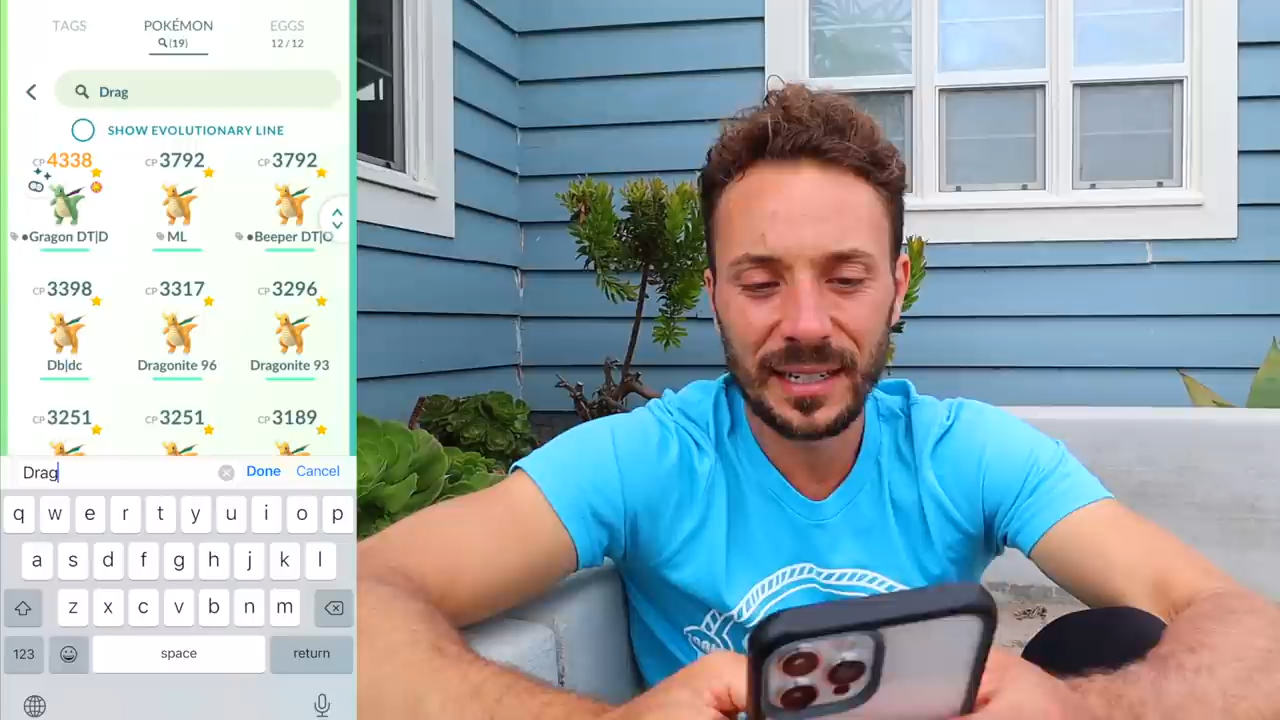 TAGS POKÉMON EGGS
(19) 12 / 12
Drag
SHOW EVOLUTIONARY LINE
CP4338 CP3792 CP3792
•Gragon DT|D ML •Beeper DT|O
CP3398 CP3317 CP3296
Db|dc Dragonite 96 Dragonite 93
CP3251 CP3251 CP3189
Drag Done Cancel
q w e r t y u i o p
a s d f g h j k l
z x c v b n m
123 space return